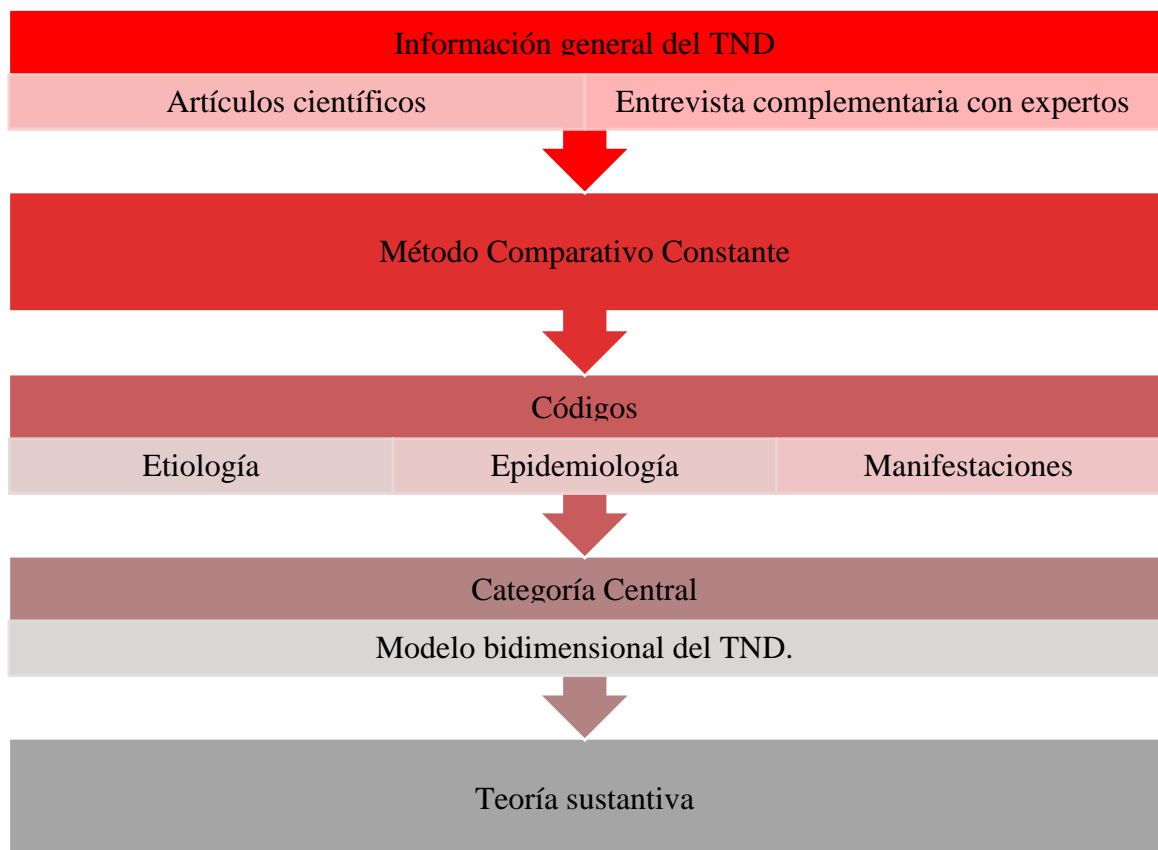 Información general del TND
Artículos científicos
Entrevista complementaria con expertos
Método Comparativo Constante
Códigos
Etiología
Epidemiología
Manifestaciones
Categoría Central
Modelo bidimensional del TND.
Teoría sustantiva